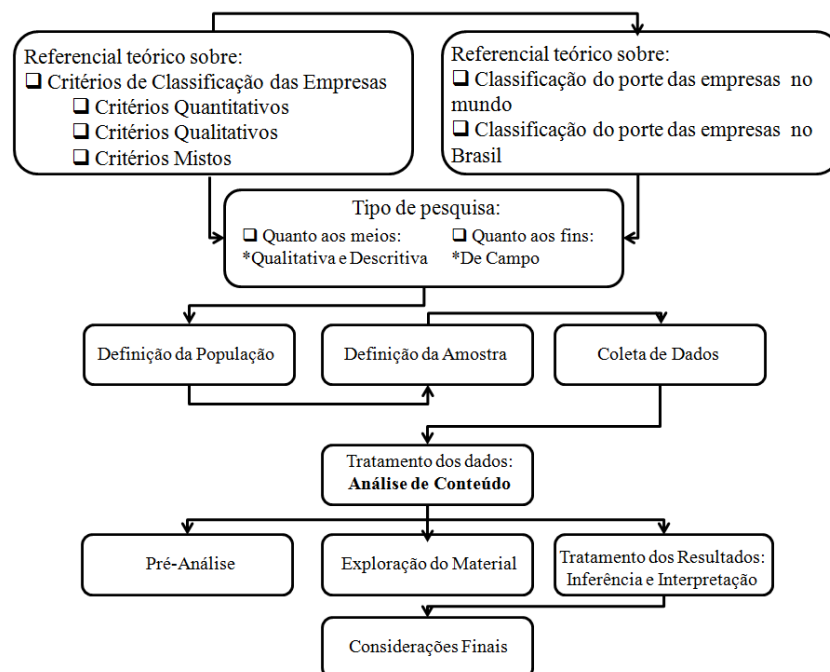 Referencial teórico sobre:
❑ Critérios de Classificação das Empresas
❑ Critérios Quantitativos
❑ Critérios Qualitativos
❑ Critérios Mistos
Referencial teórico sobre:
❑ Classificação do porte das empresas no
mundo
❑ Classificação do porte das empresas no
Brasil
Tipo de pesquisa:
❑ Quanto aos meios:
*Qualitativa e Descritiva
❑ Quanto aos fins:
*De Campo
Definição da População
Definição da Amostra
Coleta de Dados
Tratamento dos dados:
Análise de Conteúdo
Pré-Análise
Exploração do Material
Tratamento dos Resultados:
Inferência e Interpretação
Considerações Finais